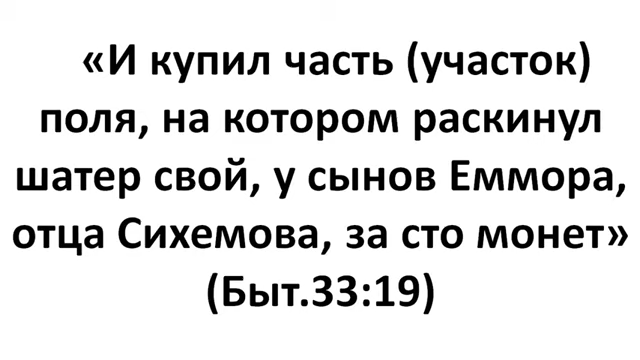 «И купил часть (участок)
поля, на котором раскинул
шатер свой, у сынов Еммора,
отца Сихемова, за сто монет»
(Быт.33:19)